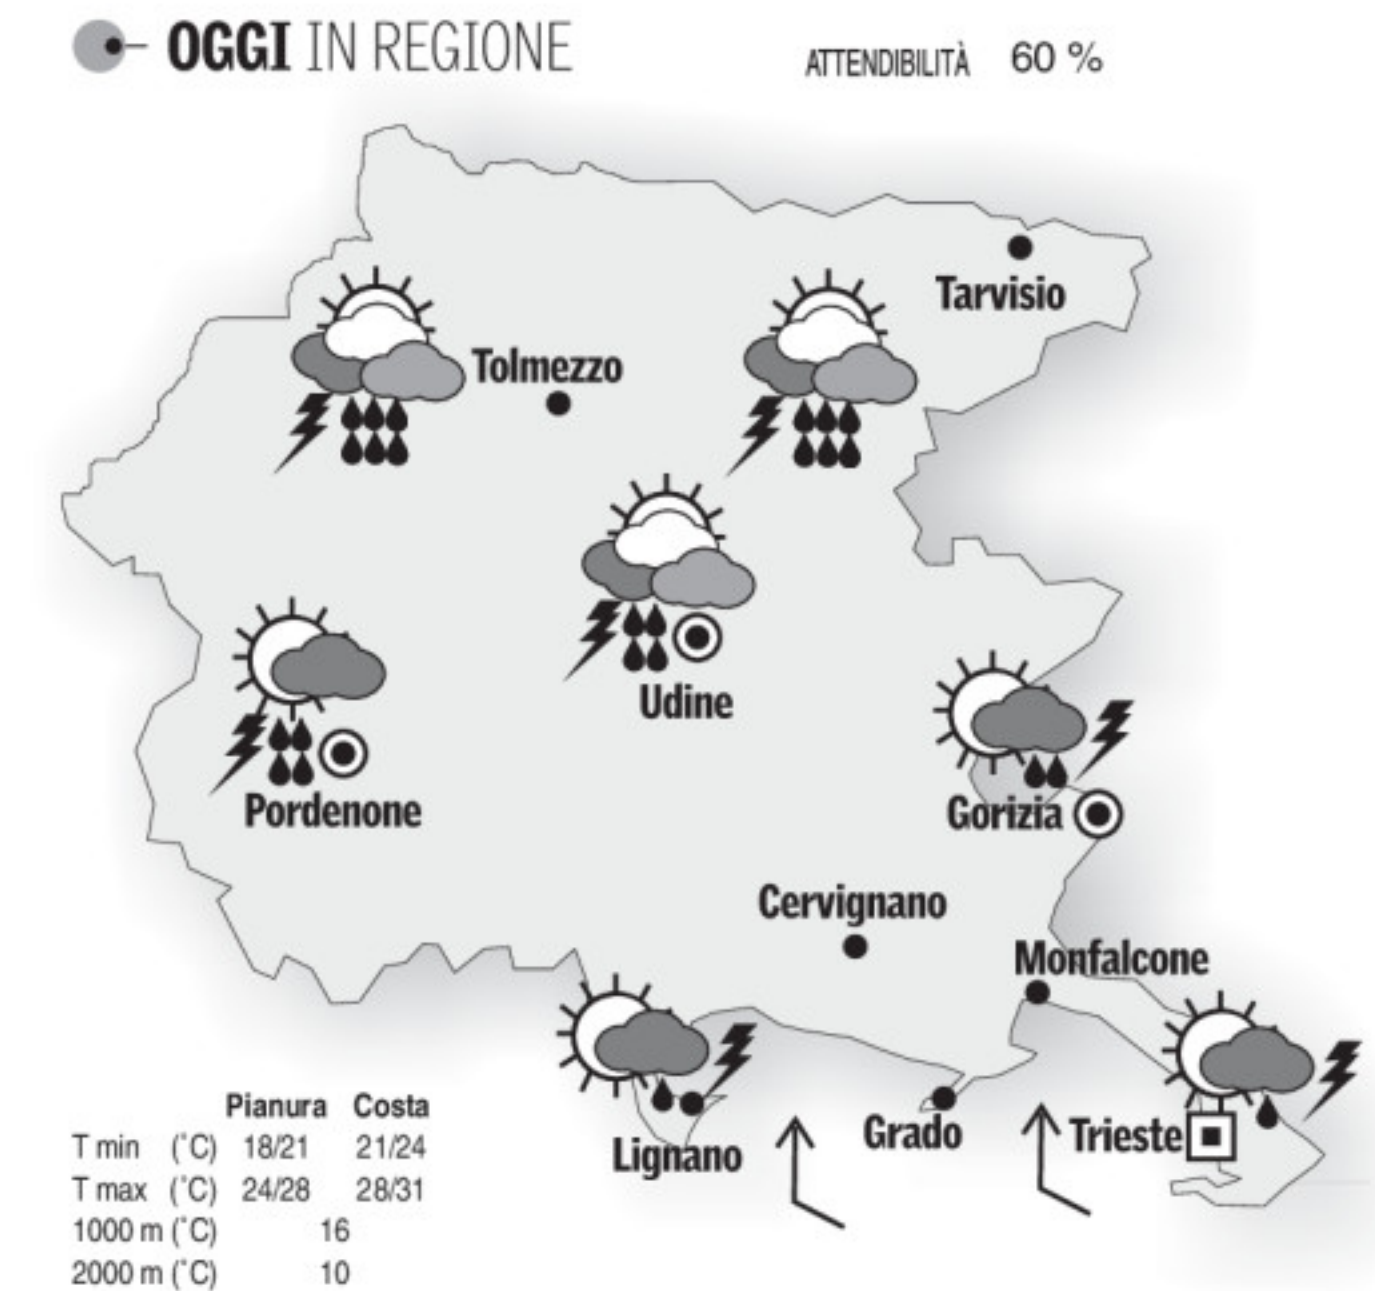 OGGI IN REGIONE
ATTENDIBILITÀ 60 %
Tarvisio
Tolmezzo
Udine
Pordenone
Gorizia
Cervignano
Monfalcone
Grado
Trieste
Lignano
Pianura Costa
T min (°C) 18/21 21/24
T max (°C) 24/28 28/31
1000 m (°C) 16
2000 m (°C) 10